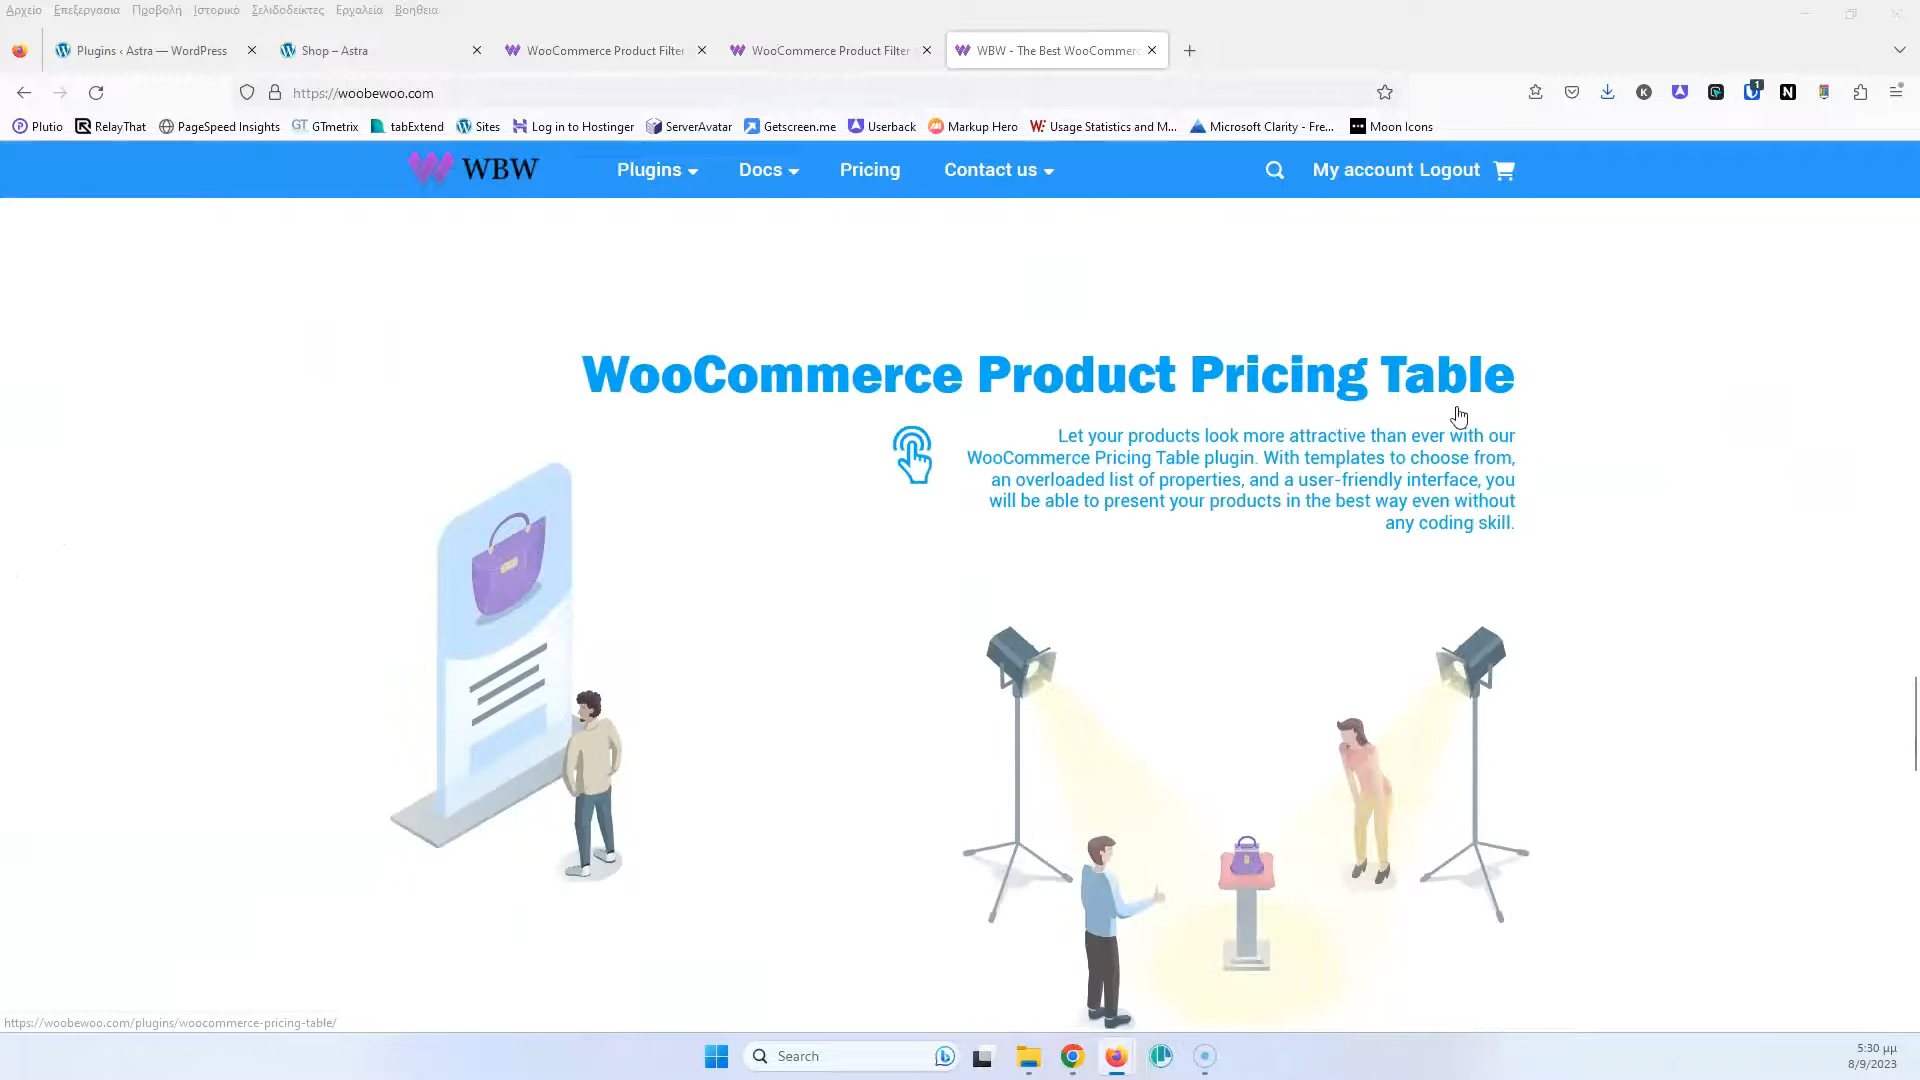 Αρχείο Επεξεργασια Προβολή Ιστορικό Σελιδοδείκτες Εργαλεία Βοηθεια
Plugins ‹ Astra — WordPress
Shop – Astra
WooCommerce Product Filter
WooCommerce Product Filter
WBW - The Best WooCommerc
https://woobewoo.com
Plutio RelayThat PageSpeed Insights GTmetrix tabExtend Sites Log in to Hostinger ServerAvatar Getscreen.me Userback Markup Hero Usage Statistics and M... Microsoft Clarity - Fre... Moon Icons
WBW Plugins Docs Pricing Contact us My account Logout
WooCommerce Product Pricing Table
Let your products look more attractive than ever with our
WooCommerce Pricing Table plugin. With templates to choose from,
an overloaded list of properties, and a user-friendly interface, you
will be able to present your products in the best way even without
any coding skill.
https://woobewoo.com/plugins/woocommerce-pricing-table/
Search
5:30 μμ
8/9/2023